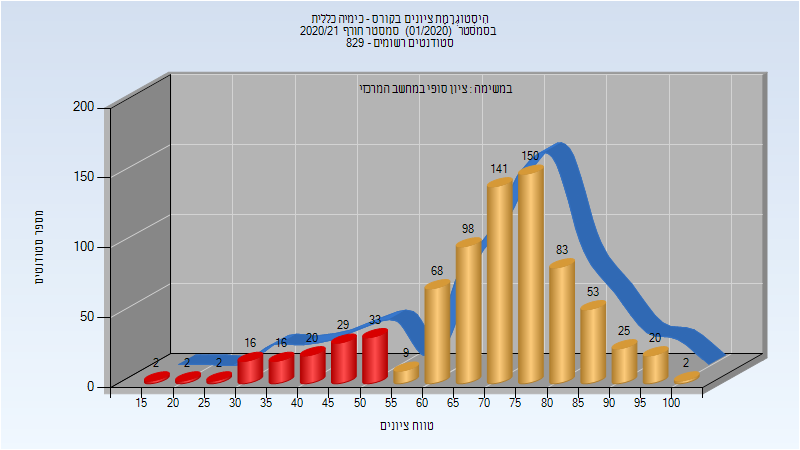 היסטוגרמת ציונים בקורס - כימיה כללית
בסמסטר (01/2020) סמסטר חורף 2020/21
סטודנטים רשומים - 829
במשימה : ציון סופי במחשב המרכזי
מספר סטודנטים
200
150
100
50
0
2 2 2 16 16 20 29 33 9 68 98 141 150 83 53 25 20 2
15 20 25 30 35 40 45 50 55 60 65 70 75 80 85 90 95 100
טווח ציונים